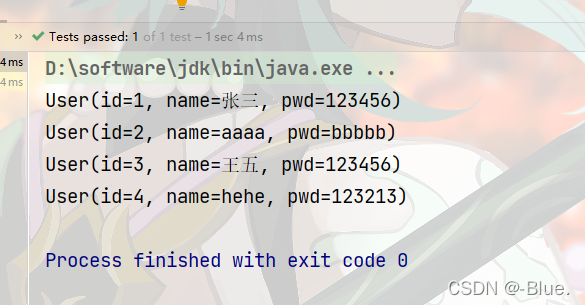 » ✔ Tests passed: 1 of 1 test – 1 sec 4 ms
4 ms
D:\software\jdk\bin\java.exe ...
4 ms
User(id=1, name=张三, pwd=123456)
User(id=2, name=aaaa, pwd=bbbbb)
User(id=3, name=王五, pwd=123456)
User(id=4, name=hehe, pwd=123213)
Process finished with exit code 0
CSDN @-Blue.